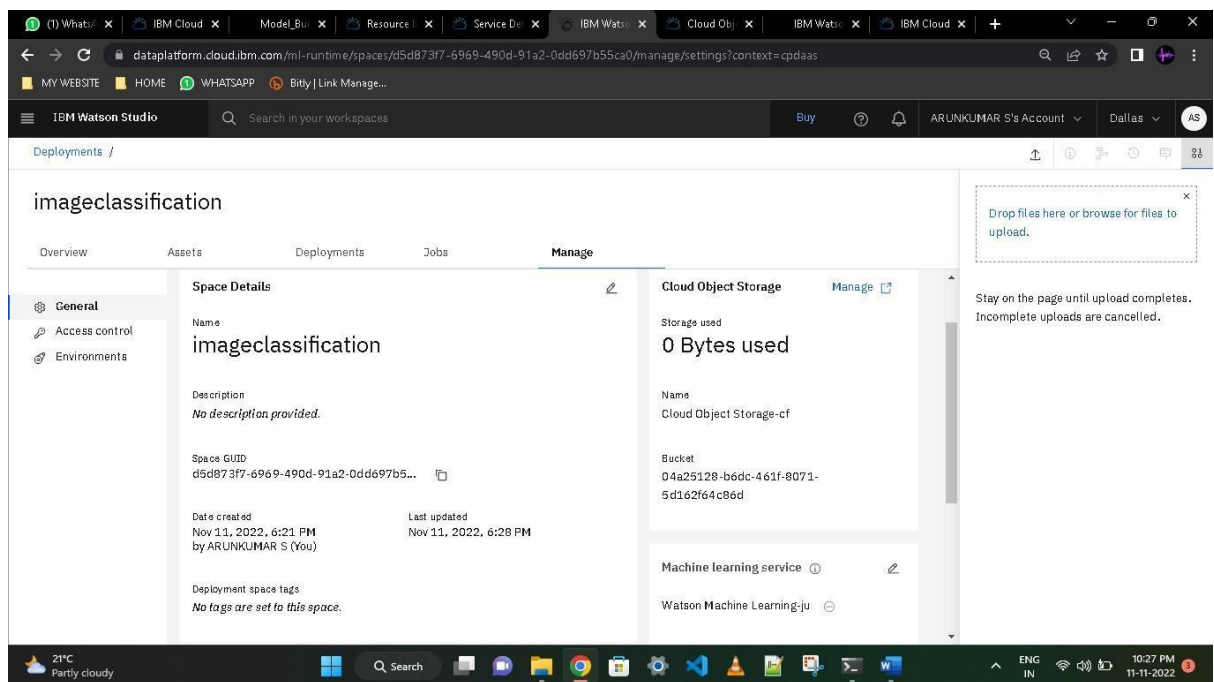 (1) WhatsA
IBM Cloud
Model_Bui
Resource l
Service De
IBM Watso
Cloud Obj
IBM Watso
IBM Cloud
dataplatform.cloud.ibm.com/ml-runtime/spaces/d5d873f7-6969-490d-91a2-0dd697b55ca0/manage/settings?context=cpdaas
MY WEBSITE HOME WHATSAPP Bitly | Link Manage...
IBM Watson Studio Search in your workspaces Buy ARUNKUMAR S's Account Dallas AS
Deployments /
imageclassification
Overview Assets Deployments Jobs Manage
General
Access control
Environments
Space Details
Name
imageclassification
Description
No description provided.
Space GUID
d5d873f7-6969-490d-91a2-0dd697b5...
Date created Last updated
Nov 11, 2022, 6:21 PM Nov 11, 2022, 6:28 PM
by ARUNKUMAR S (You)
Deployment space tags
No tags are set to this space.
Cloud Object Storage Manage
Storage used
0 Bytes used
Name
Cloud Object Storage-cf
Bucket
04a25128-b6dc-461f-8071-
5d162f64c86d
Machine learning service
Watson Machine Learning-ju
Drop files here or browse for files to
upload.
Stay on the page until upload completes.
Incomplete uploads are cancelled.
21°C
Partly cloudy
Search
ENG
IN
10:27 PM
11-11-2022
3